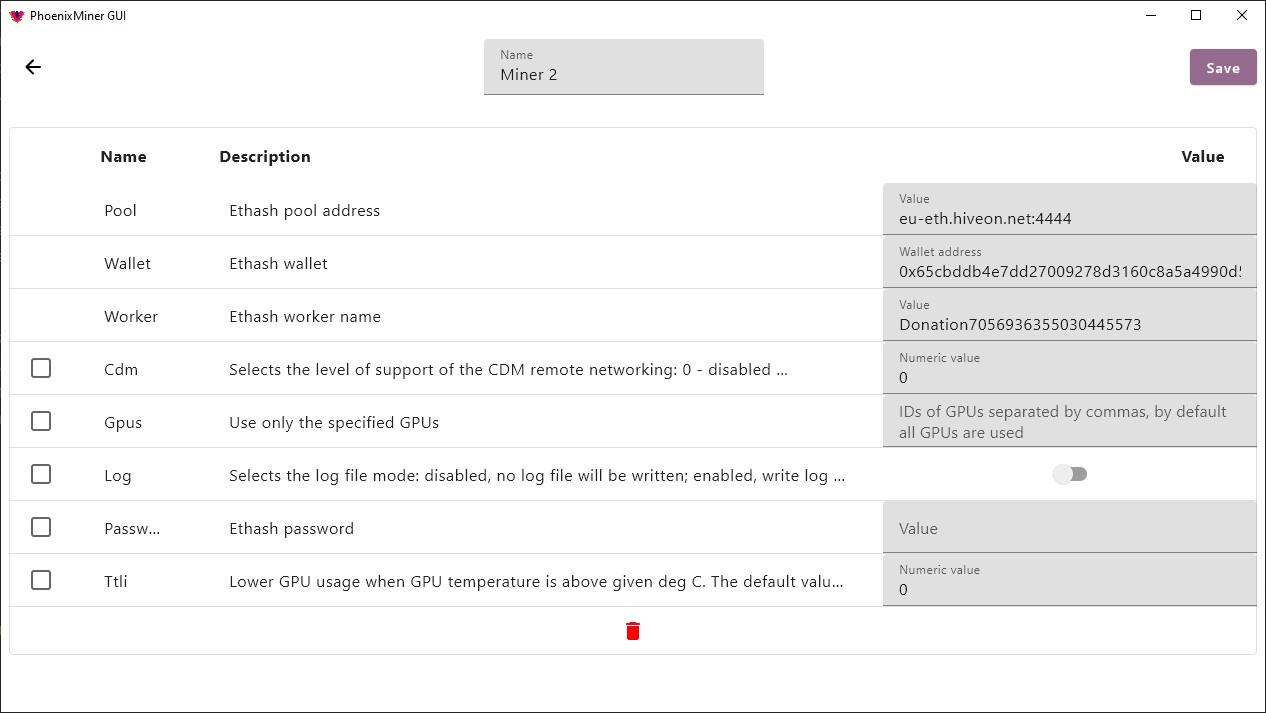 PhoenixMiner GUI
Name
Miner 2
Save
Name Description Value
Pool Ethash pool address
Value
eu-eth.hiveon.net:4444
Wallet Ethash wallet
Wallet address
0x65cbddb4e7dd27009278d3160c8a5a4990d5
Worker Ethash worker name
Value
Donation7056936355030445573
Cdm Selects the level of support of the CDM remote networking: 0 - disabled ...
Numeric value
0
Gpus Use only the specified GPUs
IDs of GPUs separated by commas, by default
all GPUs are used
Log Selects the log file mode: disabled, no log file will be written; enabled, write log ...
Passw... Ethash password
Value
Ttli Lower GPU usage when GPU temperature is above given deg C. The default valu...
Numeric value
0